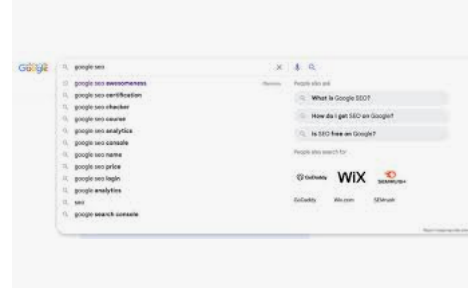 Google
google seo
google seo awesomeness
google seo certification
google seo checker
google seo course
google seo analytics
google seo console
google seo name
google seo price
google seo login
google analytics
seo
google search console
People also ask
What is Google SEO?
How do I get SEO on Google?
Is SEO free on Google?
People also search for
GoDaddy
WiX
SEMRUSH
GoDaddy
Wix.com
SEMrush